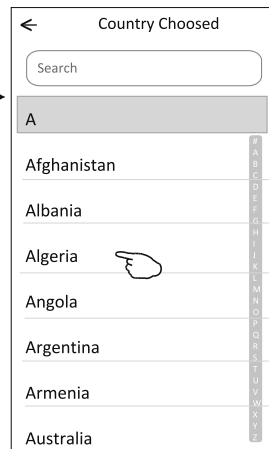 Country Choosed
Search
A
Afghanistan
Albania
Algeria
Angola
Argentina
Armenia
Australia
#
A
B
C
D
E
F
G
H
I
J
K
L
M
N
O
P
Q
R
S
T
U
V
W
X
Y
Z